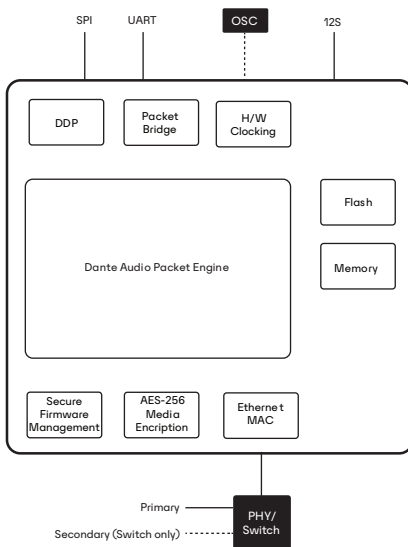 SPI UART OSC 12S
DDP
Packet
Bridge
H/W
Clocking
Flash
Dante Audio Packet Engine
Memory
Secure
Firmware
Management
AES-256
Media
Encription
Ethernet
MAC
Primary
PHY/
Switch
Secondary (Switch only)